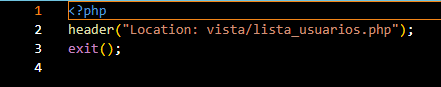 1 <?php
2 header("Location: vista/lista_usuarios.php");
3 exit();
4